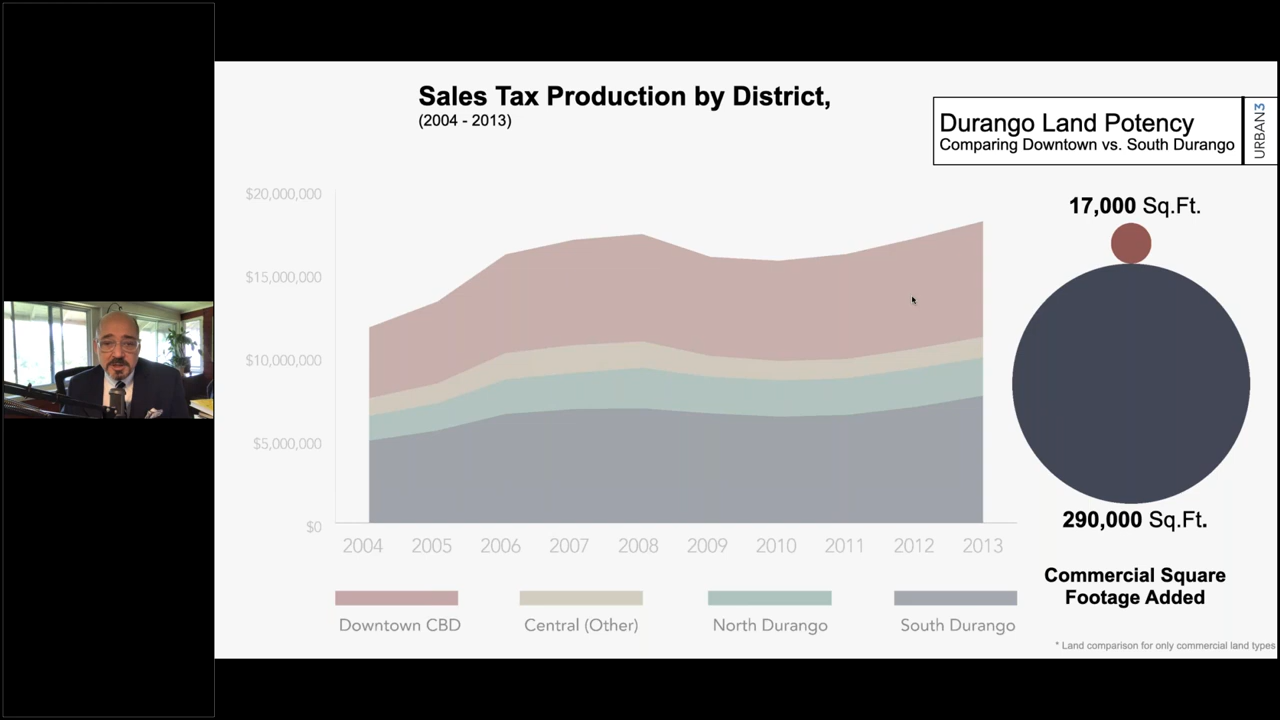 Sales Tax Production by District,
(2004 - 2013)
Durango Land Potency
Comparing Downtown vs. South Durango
URBAN3
$20,000,000
$15,000,000
$10,000,000
$5,000,000
$0
2004 2005 2006 2007 2008 2009 2010 2011 2012 2013
Downtown CBD
Central (Other)
North Durango
South Durango
17,000 Sq.Ft.
290,000 Sq.Ft.
Commercial Square
Footage Added
* Land comparison for only commercial land types